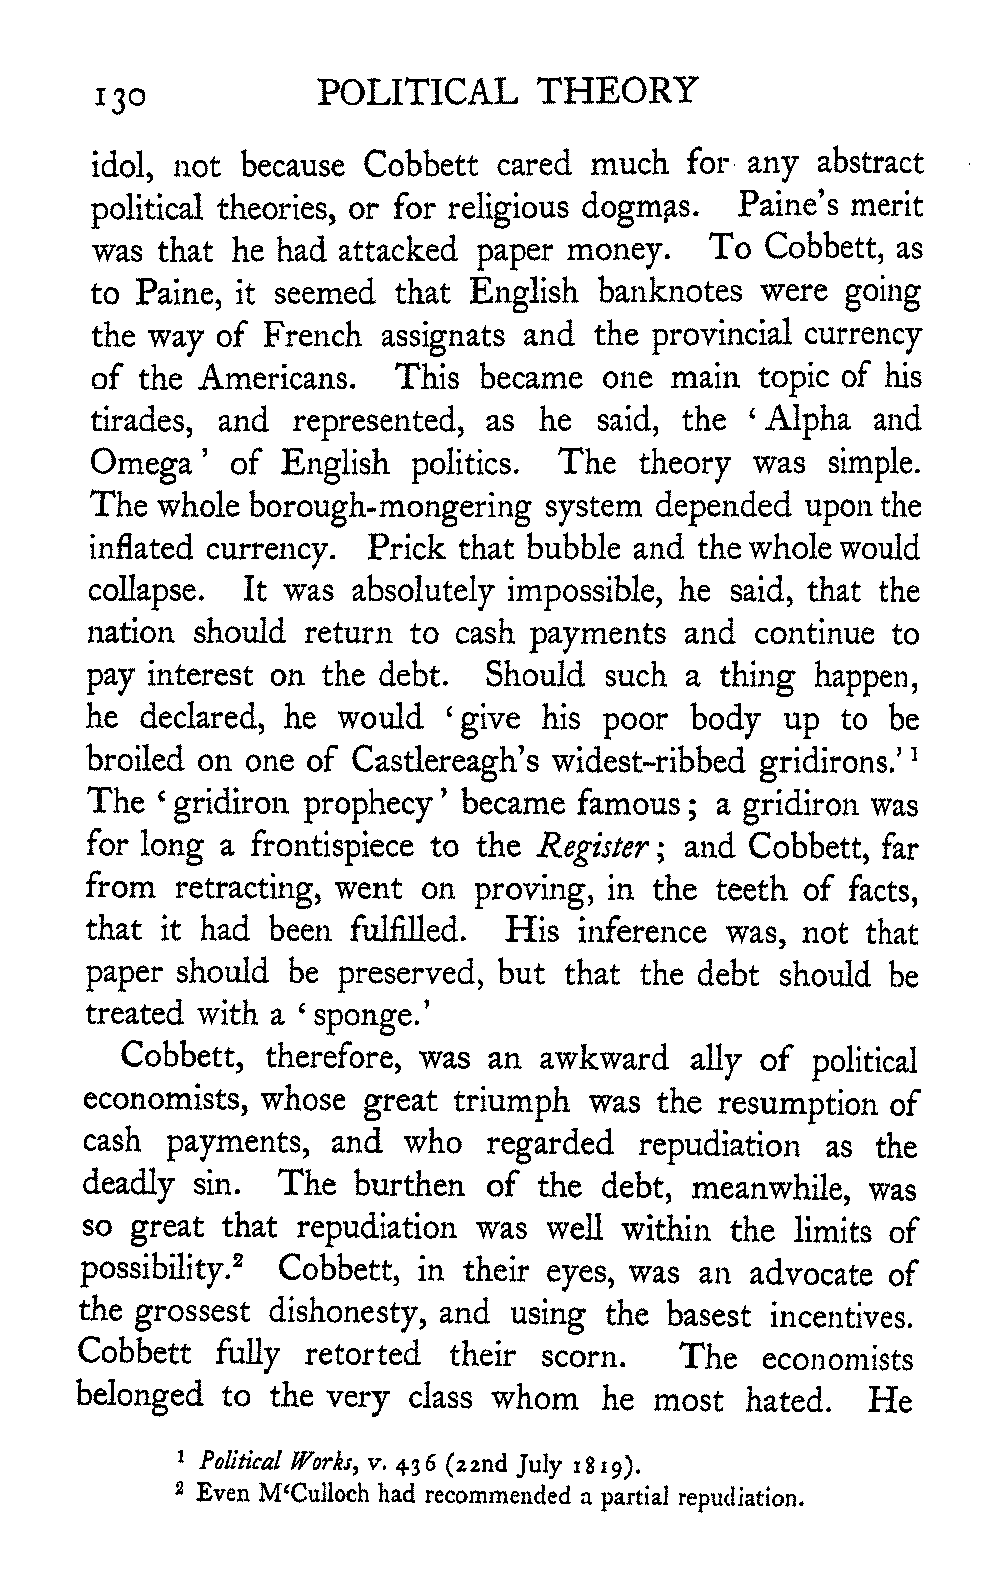 130 POLITICAL THEORY
idol, not because Cobbett cared much for any abstract
political theories, or for religious dogmas. Paine's merit
was that he had attacked paper money. To Cobbett, as
to Paine, it seemed that English banknotes were going
the way of French assignats and the provincial currency
of the Americans. This became one main topic of his
tirades, and represented, as he said, the ‘Alpha and
Omega’ of English politics. The theory was simple.
The whole borough-mongering system depended upon the
inflated currency. Prick that bubble and the whole would
collapse. It was absolutely impossible, he said, that the
nation should return to cash payments and continue to
pay interest on the debt. Should such a thing happen,
he declared, he would ‘give his poor body up to be
broiled on one of Castlereagh's widest-ribbed gridirons.’¹
The ‘gridiron prophecy’ became famous; a gridiron was
for long a frontispiece to the Register; and Cobbett, far
from retracting, went on proving, in the teeth of facts,
that it had been fulfilled. His inference was, not that
paper should be preserved, but that the debt should be
treated with a ‘sponge.’
Cobbett, therefore, was an awkward ally of political
economists, whose great triumph was the resumption of
cash payments, and who regarded repudiation as the
deadly sin. The burthen of the debt, meanwhile, was
so great that repudiation was well within the limits of
possibility.² Cobbett, in their eyes, was an advocate of
the grossest dishonesty, and using the basest incentives.
Cobbett fully retorted their scorn. The economists
belonged to the very class whom he most hated. He
¹ Political Works, v. 436 (22nd July 1819).
² Even M‘Culloch had recommended a partial repudiation.